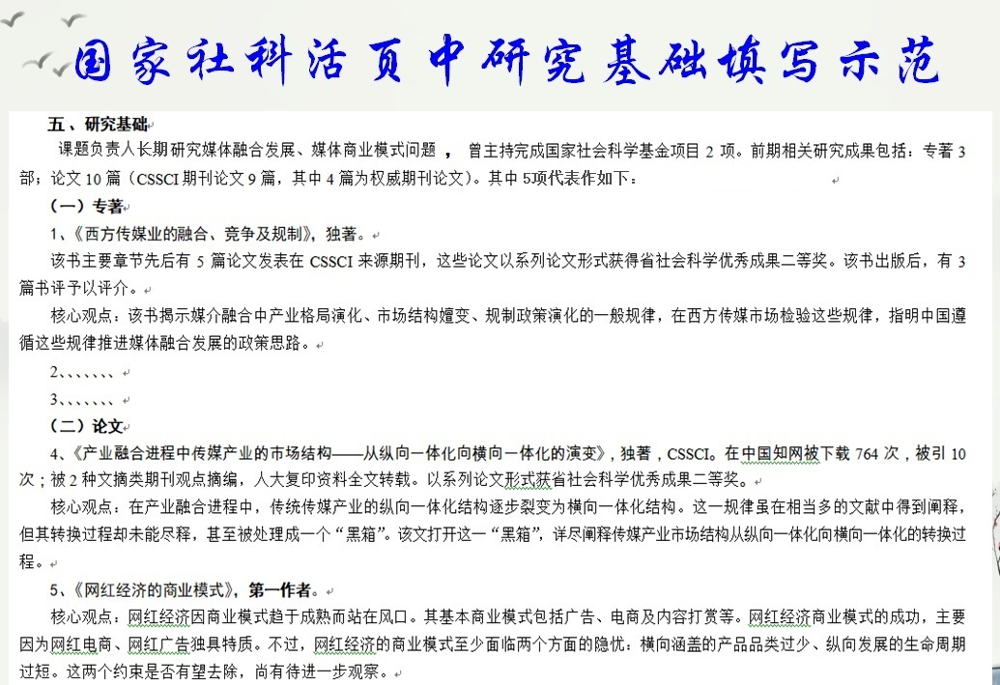 国家社科活页中研究基础填写示范
五、研究基础
课题负责人长期研究媒体融合发展、媒体商业模式问题 ， 曾主持完成国家社会科学基金项目 2 项。前期相关研究成果包括：专著 3
部；论文 10 篇（CSSCI 期刊论文 9 篇，其中 4 篇为权威期刊论文）。其中 5项代表作如下：
（一）专著
1、《西方传媒业的融合、竞争及规制》，独著。
该书主要章节先后有 5 篇论文发表在 CSSCI 来源期刊，这些论文以系列论文形式获得省社会科学优秀成果二等奖。该书出版后，有 3
篇书评予以评介。
核心观点：该书揭示媒介融合中产业格局演化、市场结构嬗变、规制政策演化的一般规律，在西方传媒市场检验这些规律，指明中国遵
循这些规律推进媒体融合发展的政策思路。
2、、、、、、、
3、、、、、、、
（二）论文
4、《产业融合进程中传媒产业的市场结构——从纵向一体化向横向一体化的演变》，独著，CSSCI。在中国知网被下载 764 次，被引 10
次；被 2 种文摘类期刊观点摘编，人大复印资料全文转载。以系列论文形式获省社会科学优秀成果二等奖。
核心观点：在产业融合进程中，传统传媒产业的纵向一体化结构逐步裂变为横向一体化结构。这一规律虽在相当多的文献中得到阐释，
但其转换过程却未能尽释，甚至被处理成一个“黑箱”。该文打开这一“黑箱”，详尽阐释传媒产业市场结构从纵向一体化向横向一体化的转换过
程。
5、《网红经济的商业模式》，第一作者。
核心观点：网红经济因商业模式趋于成熟而站在风口。其基本商业模式包括广告、电商及内容打赏等。网红经济商业模式的成功，主要
因为网红电商、网红广告独具特质。不过，网红经济的商业模式至少面临两个方面的隐忧：横向涵盖的产品品类过少、纵向发展的生命周期
过短。这两个约束是否有望去除，尚有待进一步观察。